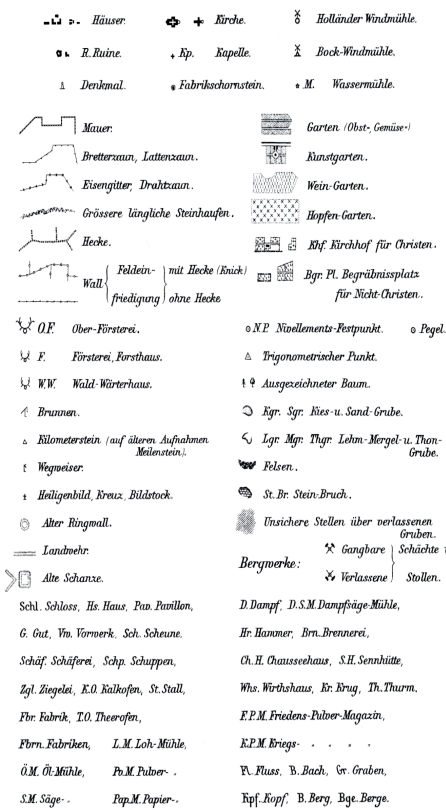 Häuser. Kirche. Holländer Windmühle.
R. Ruine. Kp. Kapelle. Bock-Windmühle.
Denkmal. Fabrikschornstein. M. Wassermühle.
Mauer. Garten (Obst-, Gemüse-)
Bretterzaun, Lattenzaun. Kunstgarten.
Eisengitter, Drahtzaun. Wein-Garten.
Grössere längliche Steinhaufen. Hopfen-Garten.
Hecke. Khf. Kirchhof für Christen.
Wall Feldein- mit Hecke (Knick) Bgr. Pl. Begräbnissplatz
friedigung ohne Hecke für Nicht-Christen.
O.F. Ober-Försterei. N.P. Nivellements-Festpunkt. Pegel.
F. Försterei, Forsthaus. Trigonometrischer Punkt.
W.W. Wald-Wärterhaus. Ausgezeichneter Baum.
Brunnen. Kgr. Sgr. Kies- u. Sand-Grube.
Kilometerstein (auf älteren Aufnahmen Lgr. Mgr. Thgr. Lehm-Mergel- u. Thon-
Meilenstein). Grube.
Wegweiser. Felsen.
Heiligenbild, Kreuz, Bildstock. St. Br. Stein-Bruch.
Alter Ringwall. Unsichere Stellen über verlassenen
Gruben.
Landwehr. Bergwerke: Gangbare Schächte
Alte Schanze. Verlassene Stollen.
Schl. Schloss, Hs. Haus, Pav. Pavillon, D. Dampf, D.S.M. Dampfsäge-Mühle,
G. Gut, Vw. Vorwerk, Sch. Scheune. Hr. Hammer, Brn. Brennerei,
Schäf. Schäferei, Schp. Schuppen, Ch. H. Chausseehaus, S.H. Sennhütte,
Zgl. Ziegelei, K.O. Kalkofen, St. Stall, Whs. Wirthshaus, Kr. Krug, Th. Thurm,
Fbr. Fabrik, T.O. Theerofen, F.P.M. Friedens-Pulver-Magazin,
Fbrn. Fabriken, L.M. Loh-Mühle, K.P.M. Kriegs- " " "
Ö.M. Öl-Mühle, Pv.M. Pulver- " Fl. Fluss, B. Bach, Gr. Graben,
S.M. Säge- " Pap.M. Papier- " Kpf. Kopf, B. Berg, Bge. Berge.